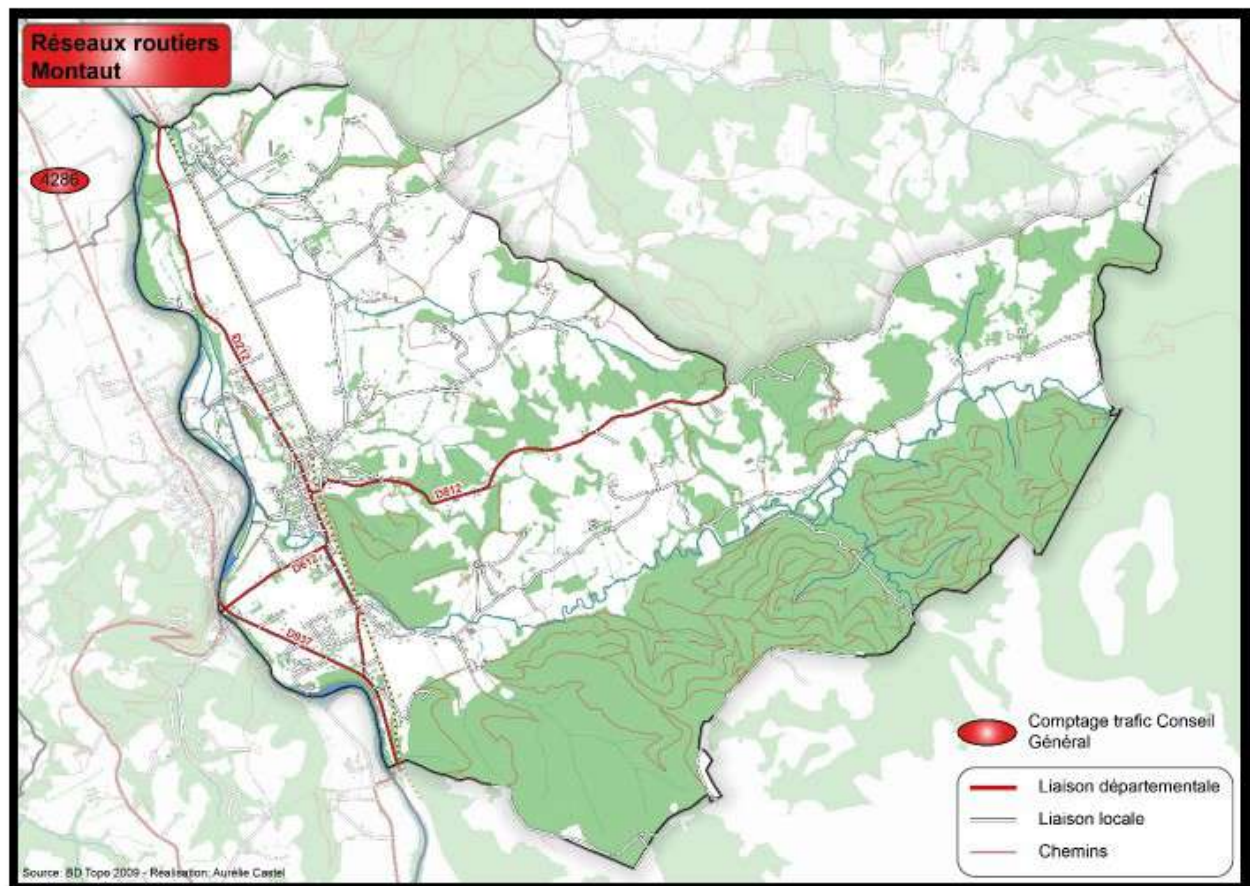 Réseaux routiers
Montaut
4286
D212
D812
D612
D937
Comptage trafic Conseil
Général
Liaison départementale
Liaison locale
Chemins
Source: BD Topo 2009 - Réalisation: Aurélie Castel